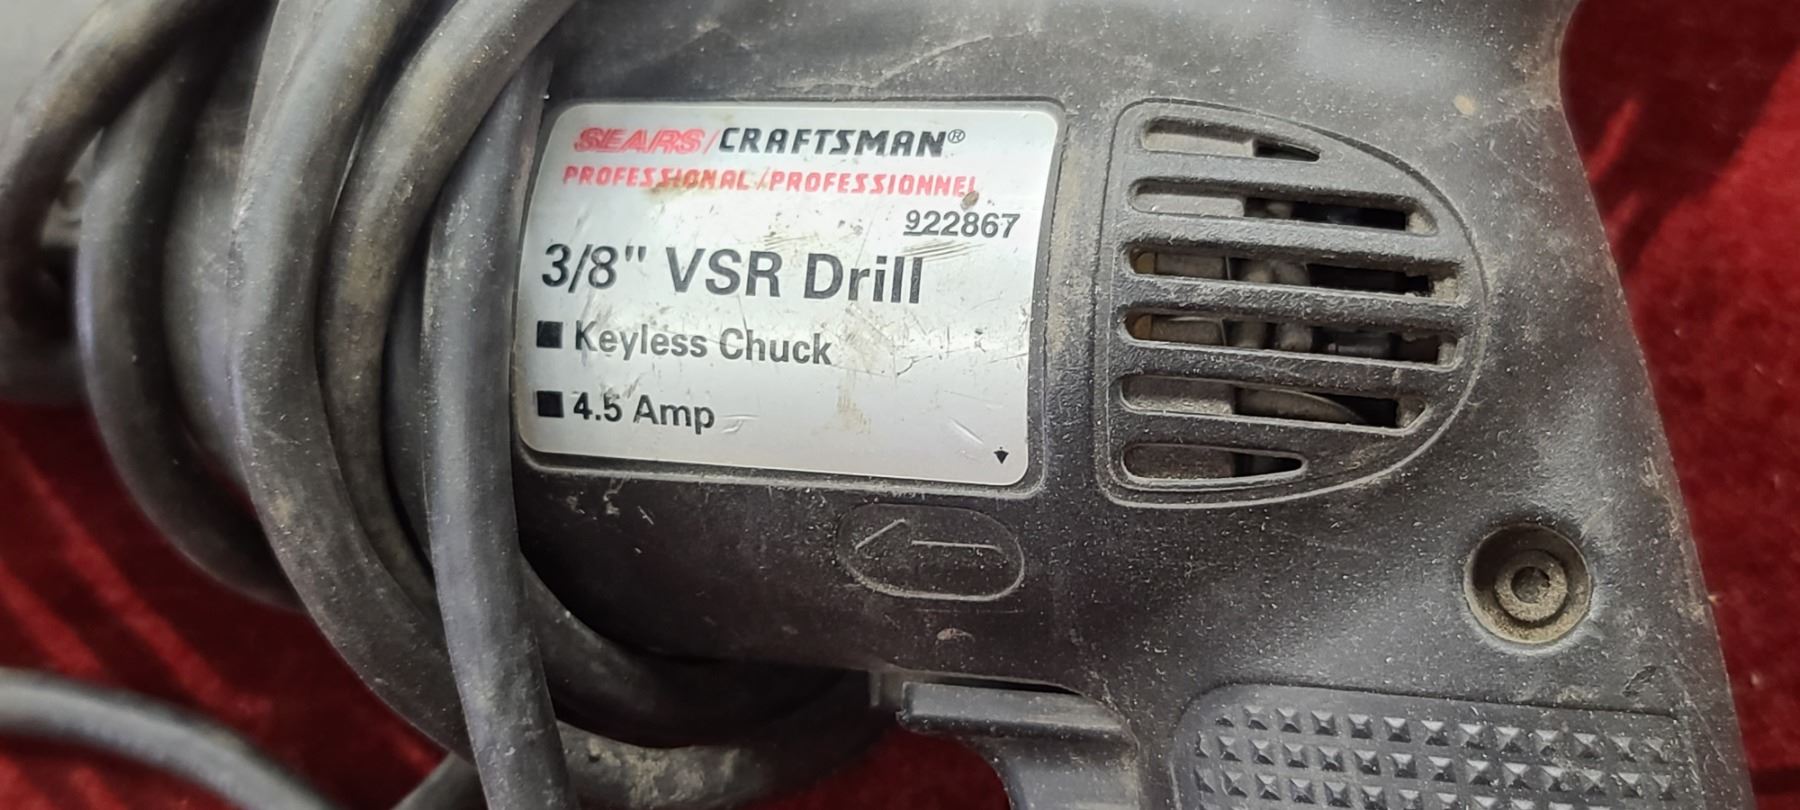 SEARS/CRAFTSMAN®
PROFESSIONAL/PROFESSIONNEL
922867
3/8" VSR Drill
■ Keyless Chuck
■ 4.5 Amp